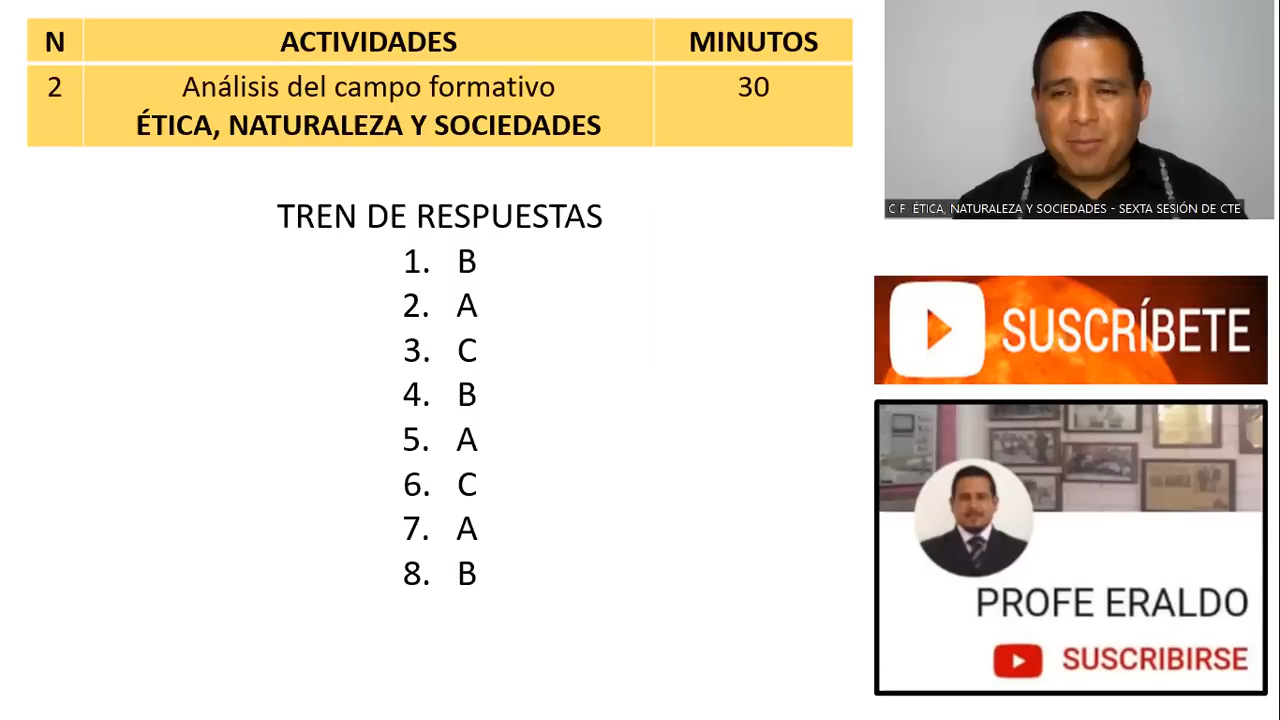 N ACTIVIDADES MINUTOS
2 Análisis del campo formativo 30
ÉTICA, NATURALEZA Y SOCIEDADES
TREN DE RESPUESTAS
1. B
2. A
3. C
4. B
5. A
6. C
7. A
8. B
C F ÉTICA, NATURALEZA Y SOCIEDADES - SEXTA SESIÓN DE CTE
SUSCRÍBETE
PROFE ERALDO
SUSCRIBIRSE